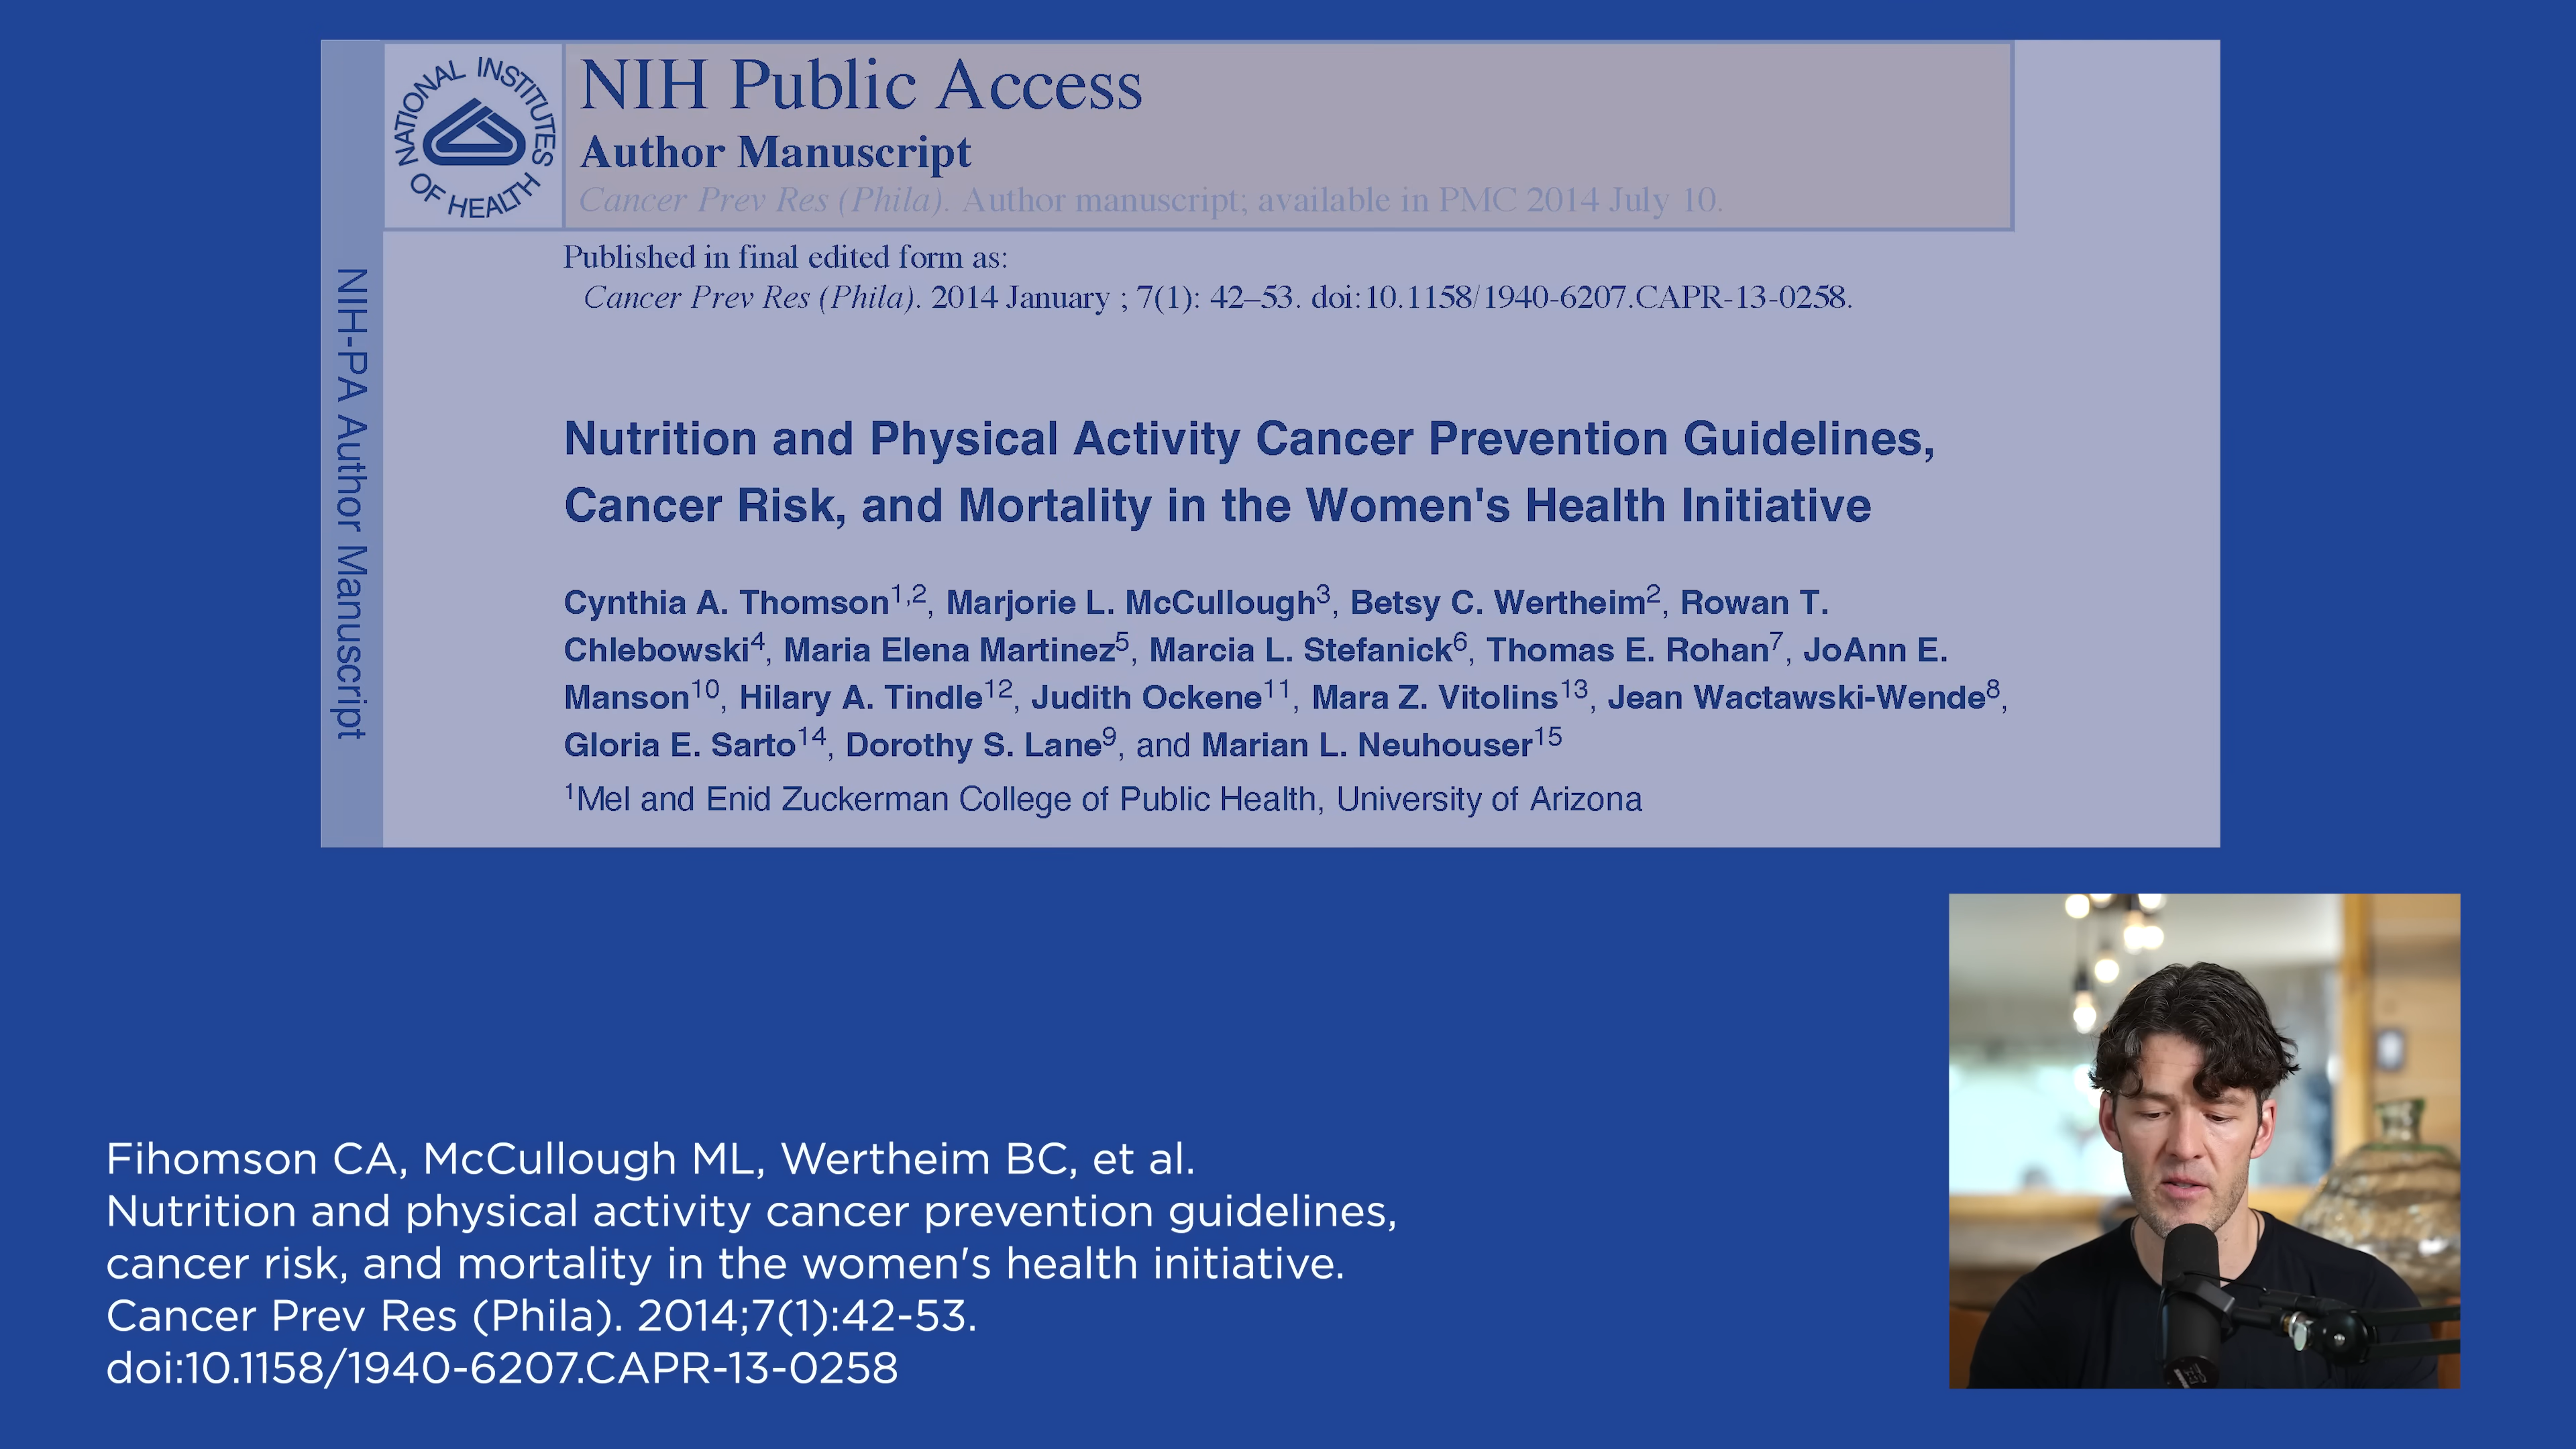 NATIONAL INSTITUTES OF HEALTH
NIH Public Access
Author Manuscript
Cancer Prev Res (Phila). Author manuscript; available in PMC 2014 July 10.
NIH-PA Author Manuscript
Published in final edited form as:
Cancer Prev Res (Phila). 2014 January ; 7(1): 42–53. doi:10.1158/1940-6207.CAPR-13-0258.
Nutrition and Physical Activity Cancer Prevention Guidelines,
Cancer Risk, and Mortality in the Women's Health Initiative
Cynthia A. Thomson1,2, Marjorie L. McCullough3, Betsy C. Wertheim2, Rowan T.
Chlebowski4, Maria Elena Martinez5, Marcia L. Stefanick6, Thomas E. Rohan7, JoAnn E.
Manson10, Hilary A. Tindle12, Judith Ockene11, Mara Z. Vitolins13, Jean Wactawski-Wende8,
Gloria E. Sarto14, Dorothy S. Lane9, and Marian L. Neuhouser15
1Mel and Enid Zuckerman College of Public Health, University of Arizona
Fihomson CA, McCullough ML, Wertheim BC, et al.
Nutrition and physical activity cancer prevention guidelines,
cancer risk, and mortality in the women's health initiative.
Cancer Prev Res (Phila). 2014;7(1):42-53.
doi:10.1158/1940-6207.CAPR-13-0258